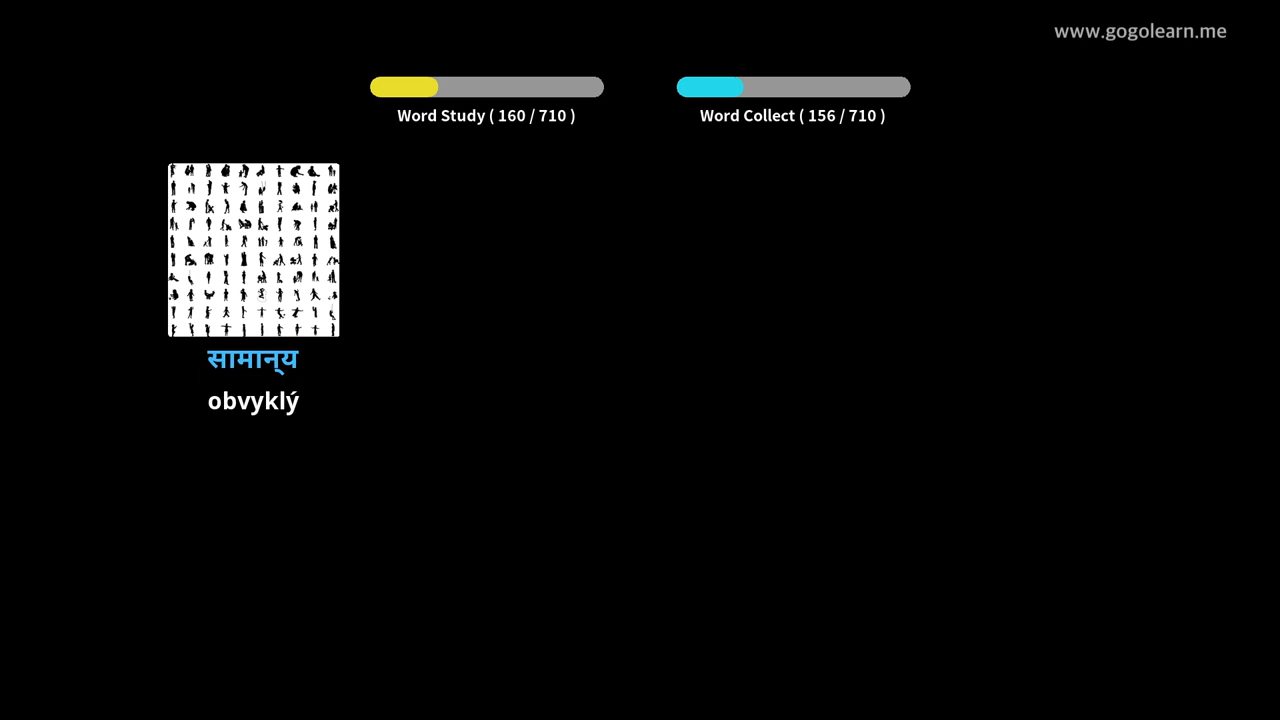 www.gogolearn.me
Word Study ( 160 / 710 )
Word Collect ( 156 / 710 )
सामान्‌य
obvyklý